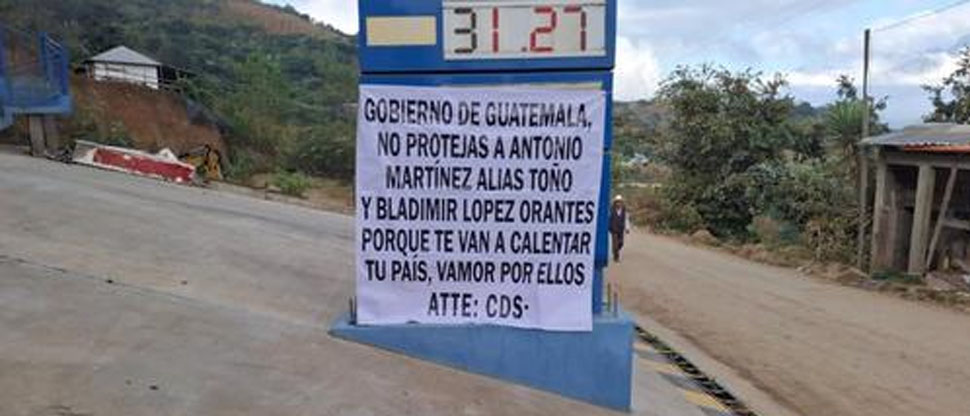 31.27
GOBIERNO DE GUATEMALA,
NO PROTEJAS A ANTONIO
MARTÍNEZ ALIAS TOÑO
Y BLADIMIR LOPEZ ORANTES
PORQUE TE VAN A CALENTAR
TU PAÍS, VAMOR POR ELLOS
ATTE: CDS.